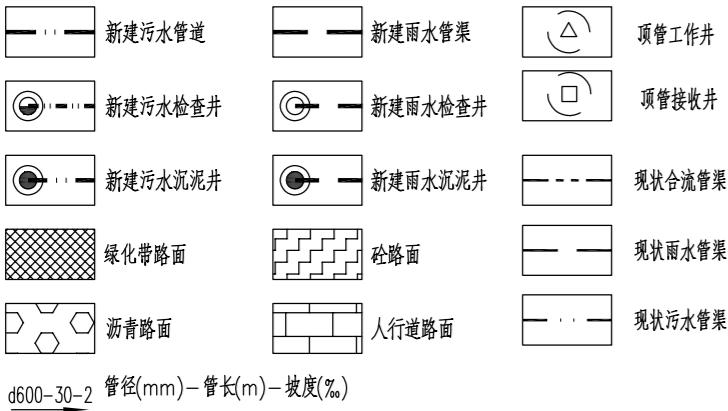 新建污水管道 新建雨水管渠 顶管工作井
新建污水检查井 新建雨水检查井 顶管接收井
新建污水沉泥井 新建雨水沉泥井 现状合流管渠
绿化带路面 砼路面 现状雨水管渠
沥青路面 人行道路面 现状污水管渠
d600-30-2 管径(mm)-管长(m)-坡度(‰)